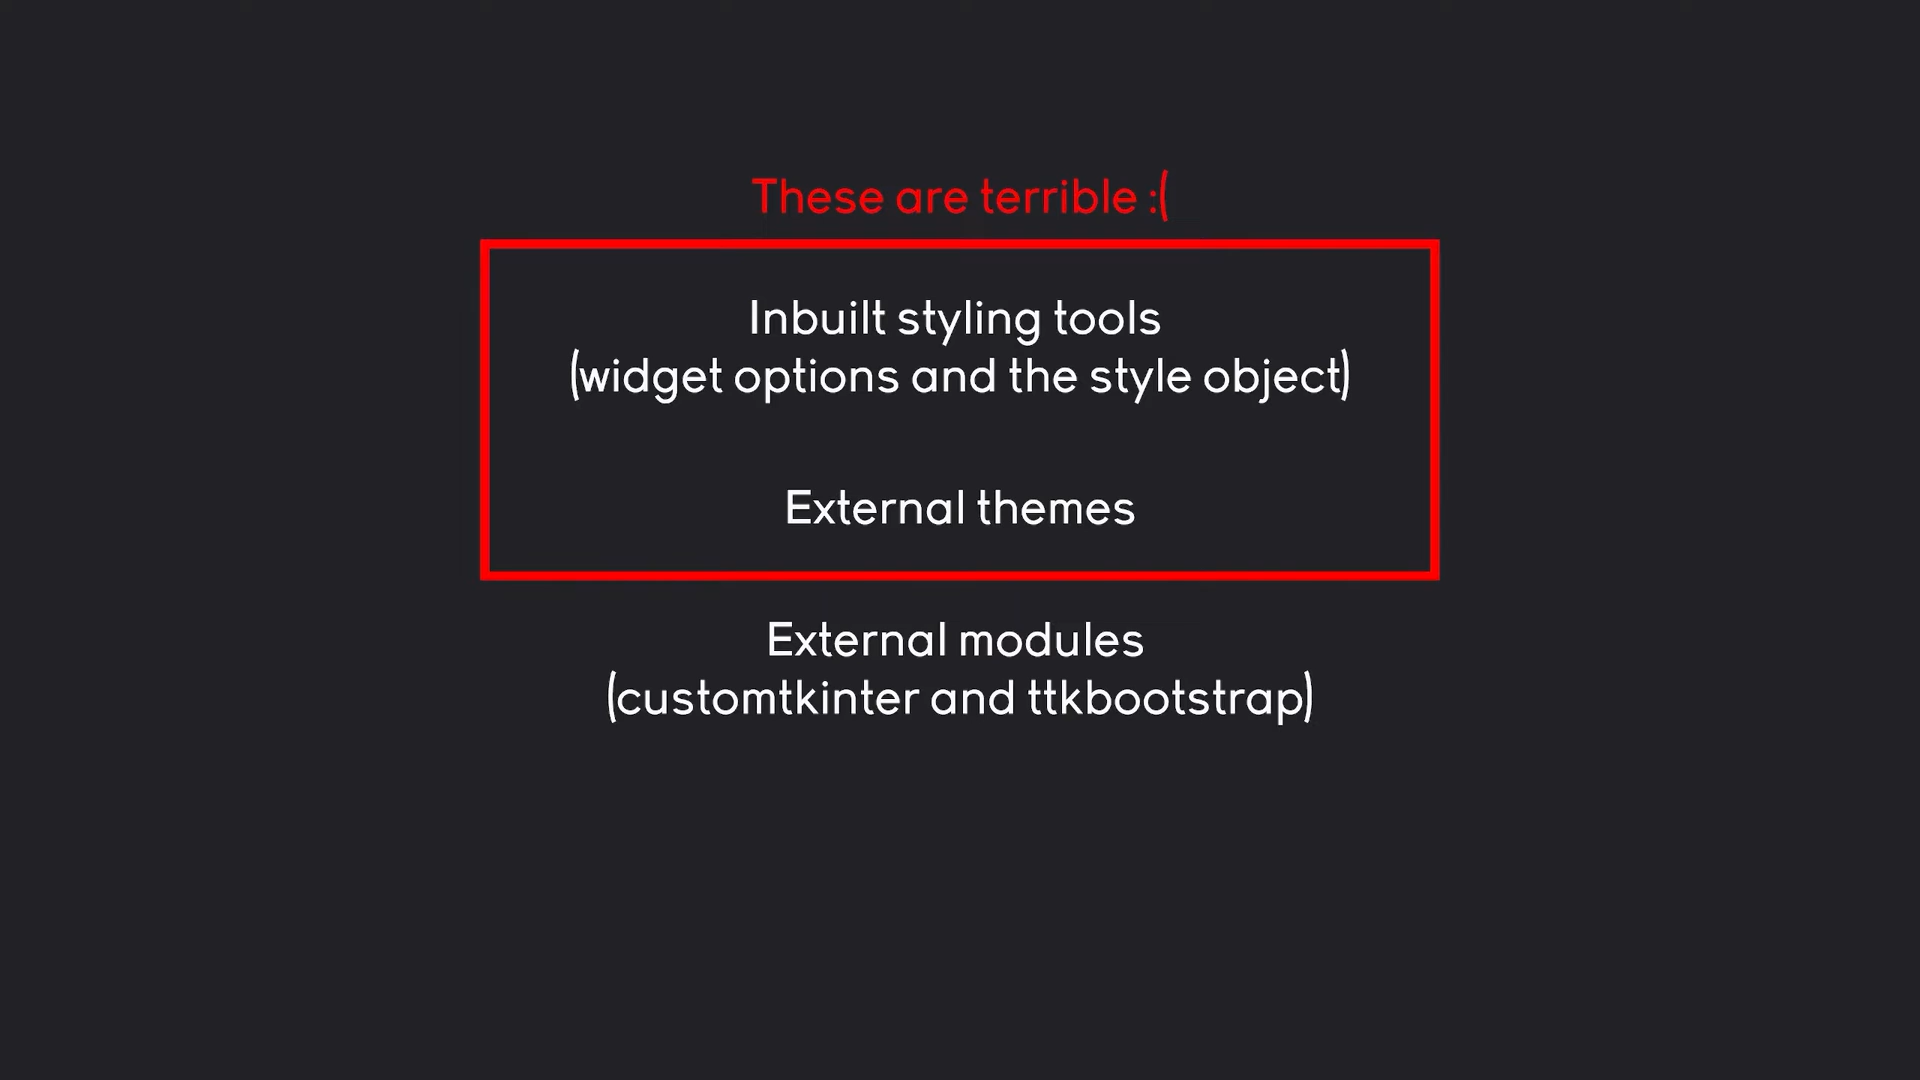 These are terrible :(
Inbuilt styling tools
(widget options and the style object)
External themes
External modules
(customtkinter and ttkbootstrap)